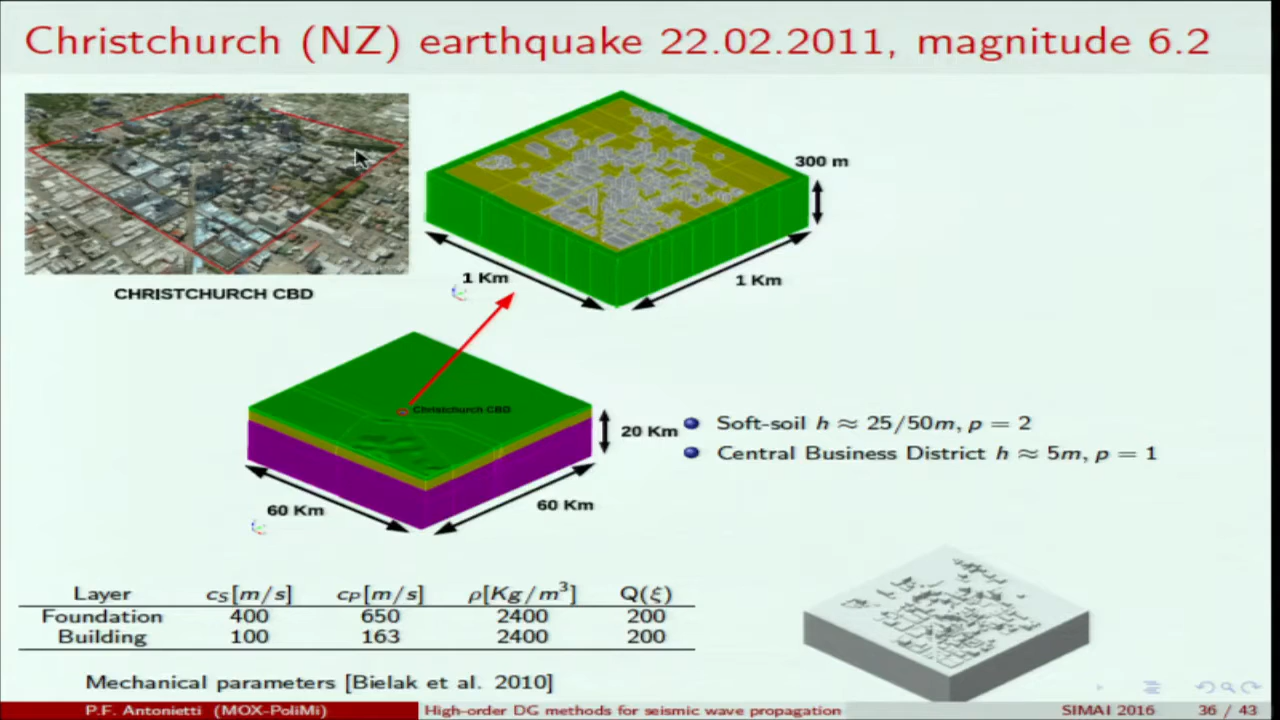 Christchurch (NZ) earthquake 22.02.2011, magnitude 6.2
300 m
1 Km
1 Km
CHRISTCHURCH CBD
Christchurch CBD
20 Km
60 Km
60 Km
Soft-soil h ≈ 25/50m, p = 2
Central Business District h ≈ 5m, p = 1
Layer cS[m/s] cP[m/s] ρ[Kg/m³] Q(ξ)
Foundation 400 650 2400 200
Building 100 163 2400 200
Mechanical parameters [Bielak et al. 2010]
P.F. Antonietti (MOX-PoliMi) High-order DG methods for seismic wave propagation SIMAI 2016 36 / 43